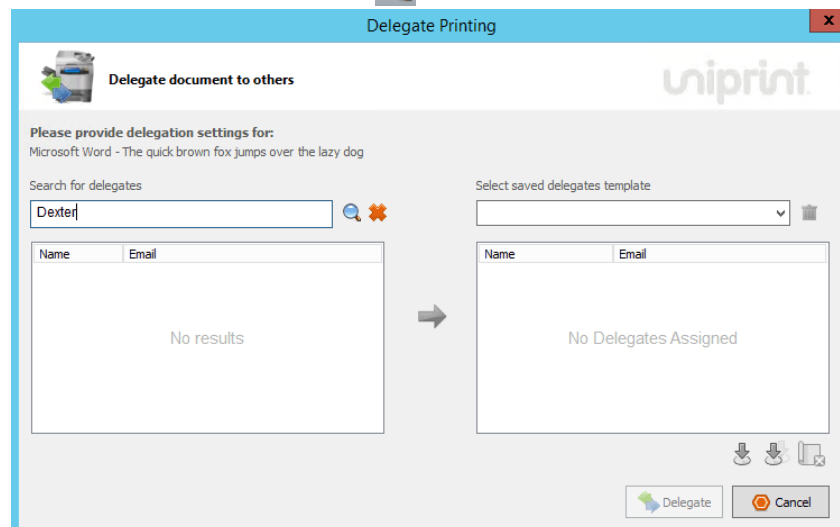 Delegate Printing
x
Delegate document to others
uniprint
Please provide delegation settings for:
Microsoft Word - The quick brown fox jumps over the lazy dog
Search for delegates
Select saved delegates template
Dexter
Name Email
Name Email
No results
No Delegates Assigned
Delegate
Cancel